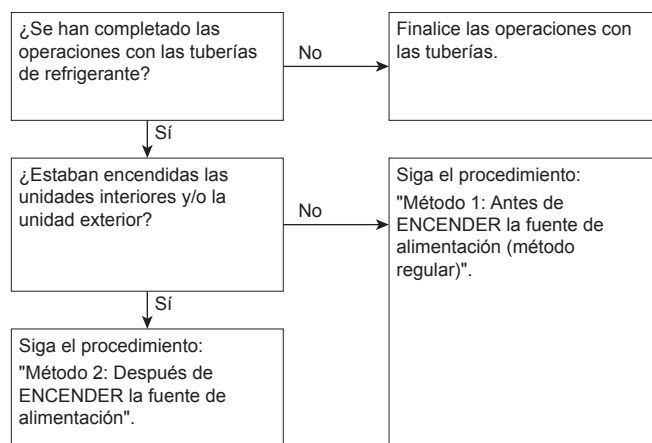 ¿Se han completado las
operaciones con las tuberías
de refrigerante?
No
Finalice las operaciones con
las tuberías.
Sí
¿Estaban encendidas las
unidades interiores y/o la
unidad exterior?
No
Siga el procedimiento:
"Método 1: Antes de
ENCENDER la fuente de
alimentación (método
regular)".
Sí
Siga el procedimiento:
"Método 2: Después de
ENCENDER la fuente de
alimentación".